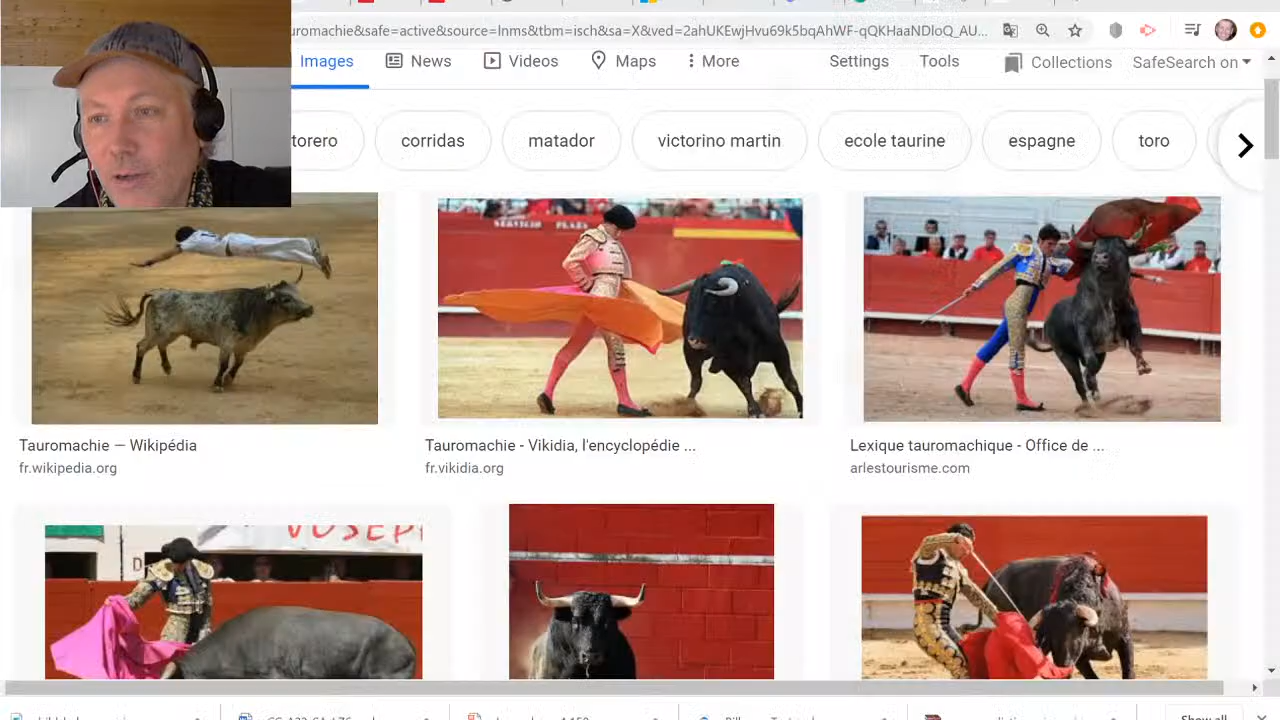 uromachie&safe=active&source=lnms&tbm=isch&sa=X&ved=2ahUKEwjHvu69k5bqAhWF-qQKHaaNDloQ_AU...
Images News Videos Maps More Settings Tools Collections SafeSearch on
torero corridas matador victorino martin ecole taurine espagne toro
SERVICIO PLAZA
Tauromachie — Wikipédia
fr.wikipedia.org
Tauromachie - Vikidia, l'encyclopédie ...
fr.vikidia.org
Lexique tauromachique - Office de ...
arlestourisme.com
Show all